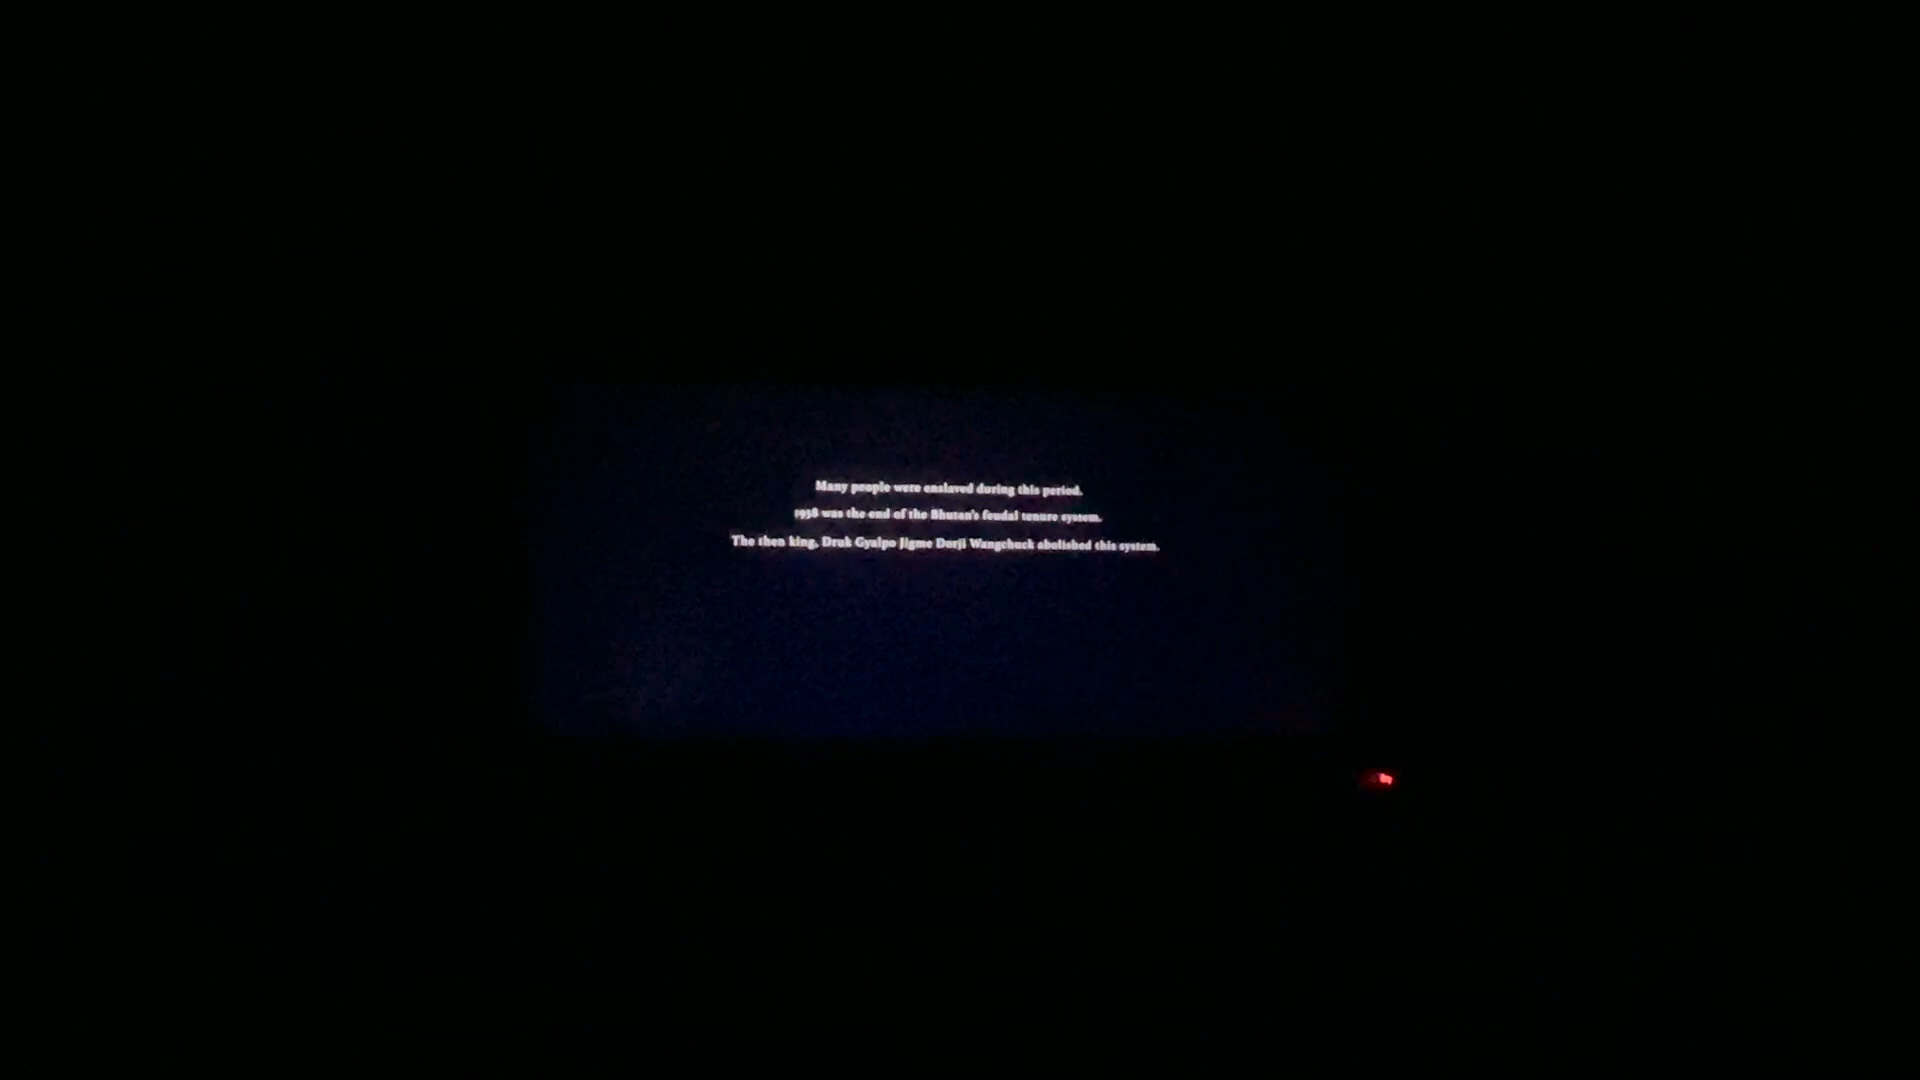 Many people were enslaved during this period.
1958 was the end of the Bhutan's feudal tenure system.
The then king, Druk Gyalpo Jigme Dorji Wangchuck abolished this system.